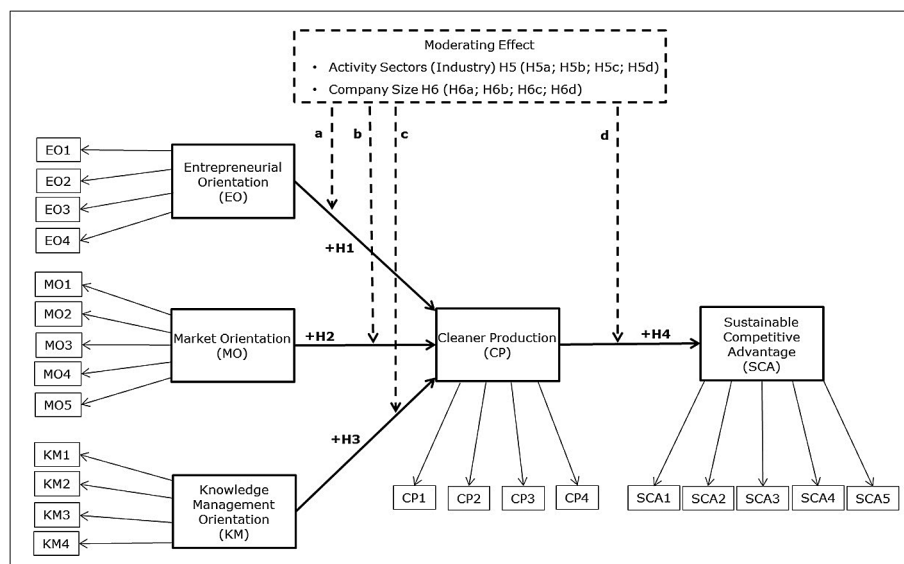 Moderating Effect
• Activity Sectors (Industry) H5 (H5a; H5b; H5c; H5d)
• Company Size H6 (H6a; H6b; H6c; H6d)
a
b
c
d
EO1
EO2
EO3
EO4
Entrepreneurial
Orientation
(EO)
+H1
MO1
MO2
MO3
MO4
MO5
Market Orientation
(MO)
+H2
Cleaner Production
(CP)
+H4
Sustainable
Competitive
Advantage
(SCA)
+H3
KM1
KM2
KM3
KM4
Knowledge
Management
Orientation
(KM)
CP1
CP2
CP3
CP4
SCA1
SCA2
SCA3
SCA4
SCA5